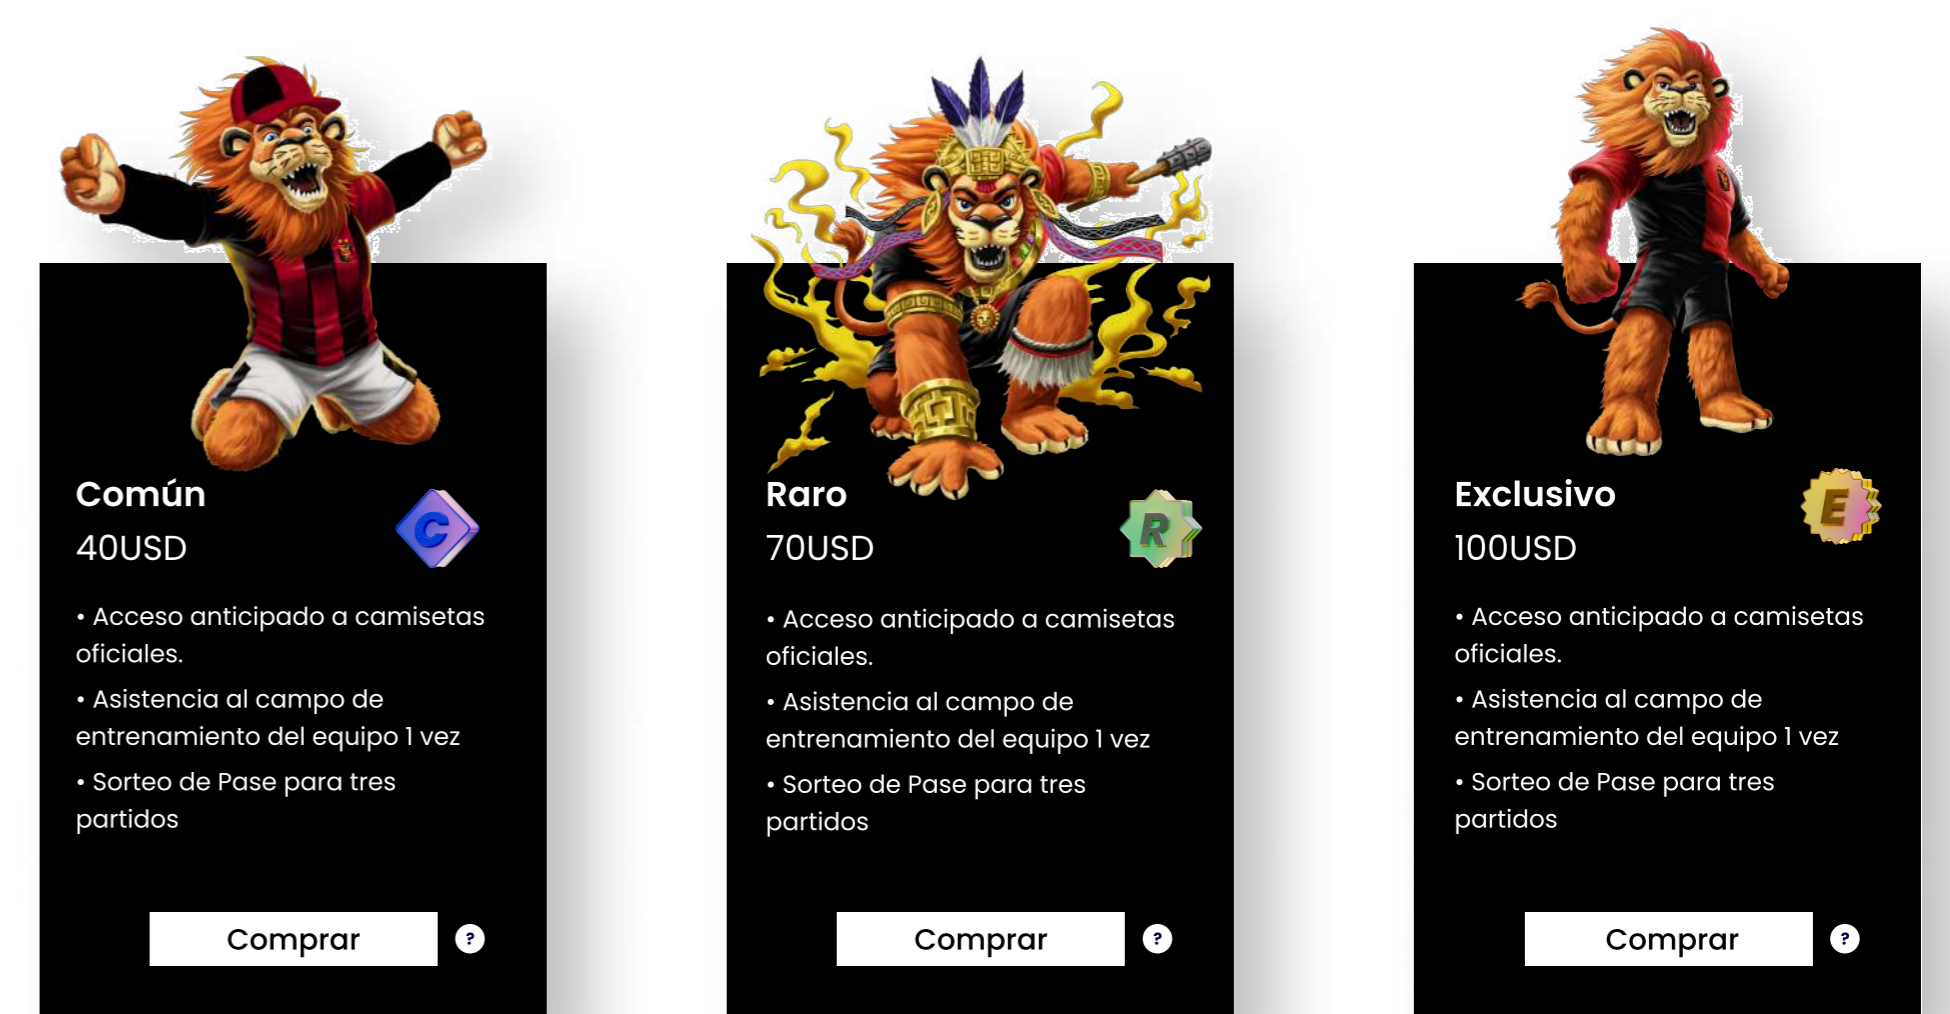 Común
40USD
C
• Acceso anticipado a camisetas
oficiales.
• Asistencia al campo de
entrenamiento del equipo 1 vez
• Sorteo de Pase para tres
partidos
Comprar
?
Raro
70USD
R
• Acceso anticipado a camisetas
oficiales.
• Asistencia al campo de
entrenamiento del equipo 1 vez
• Sorteo de Pase para tres
partidos
Comprar
?
Exclusivo
100USD
E
• Acceso anticipado a camisetas
oficiales.
• Asistencia al campo de
entrenamiento del equipo 1 vez
• Sorteo de Pase para tres
partidos
Comprar
?